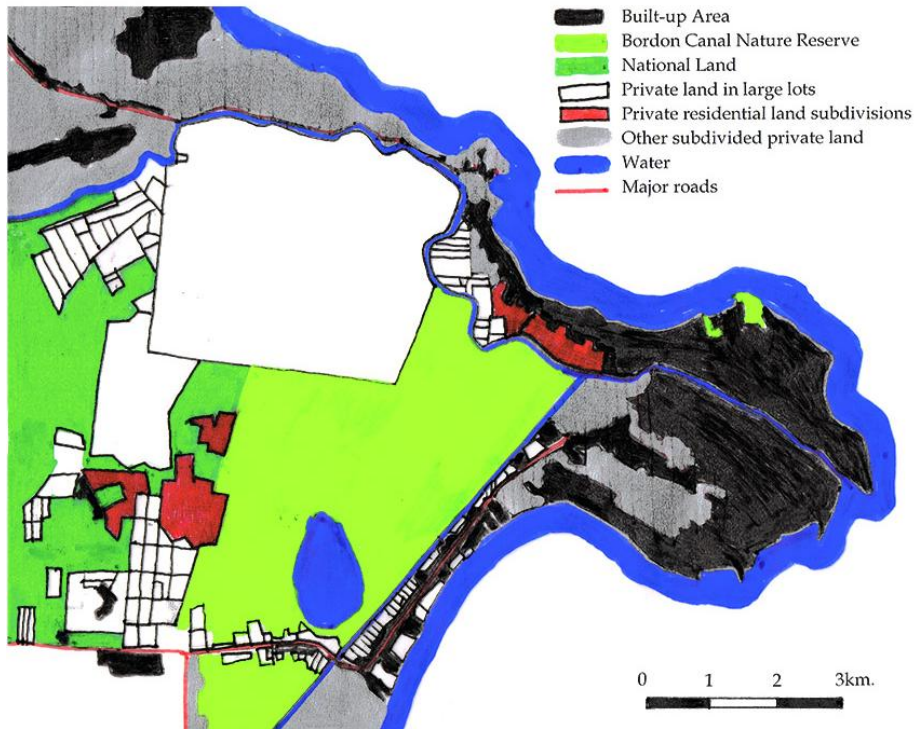 Built-up Area
Bordon Canal Nature Reserve
National Land
Private land in large lots
Private residential land subdivisions
Other subdivided private land
Water
Major roads
0 1 2 3km.